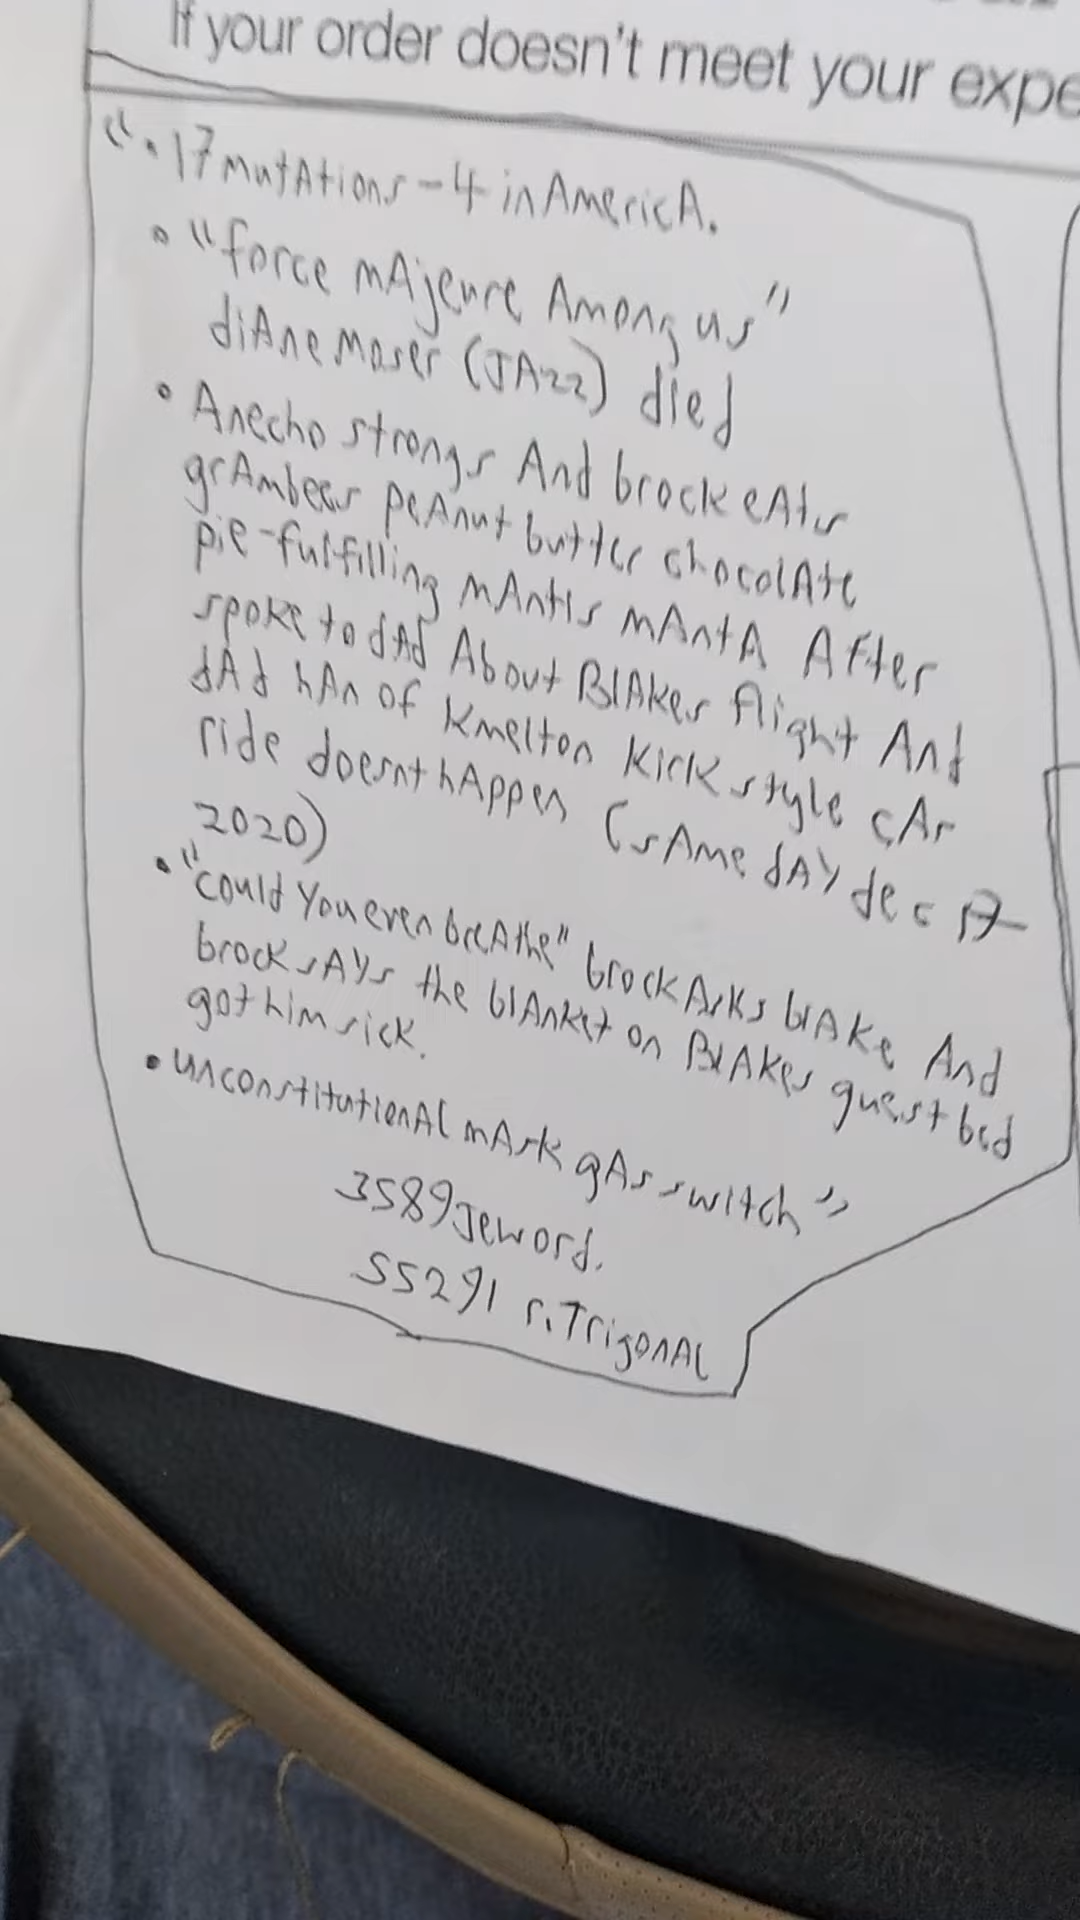 If your order doesn't meet your expe
"• 17 mutAtions - 4 in AmericA.
• "force mAjeure Among us"
diAne moser (JAzz) died
• Anecho strongs And brock eAts
grAmbees peAnut butter chocolAte
pie-fulfilling mAntis mAntA After
spoke to dAd About BlAkes flight And
dAd hAn of Kmelton Kick style cAr
ride doesnt hAppen (sAme dAy dec 17
2020)
• "could You even breAthe" brock Asks blAke And
brock sAys the blAnket on BlAkes guest bed
got him sick.
• unconstitutionAl mAsk gAs switch"
3589 Jeword.
55291 r. TrigonAl